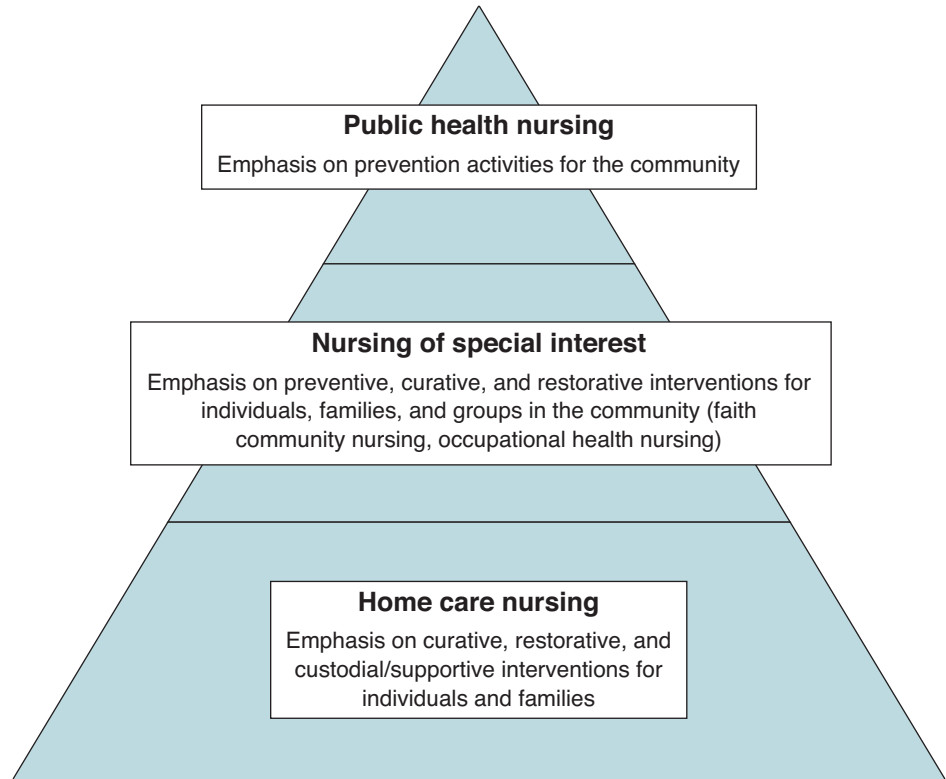 Public health nursing
Emphasis on prevention activities for the community
Nursing of special interest
Emphasis on preventive, curative, and restorative interventions for
individuals, families, and groups in the community (faith
community nursing, occupational health nursing)
Home care nursing
Emphasis on curative, restorative, and
custodial/supportive interventions for
individuals and families